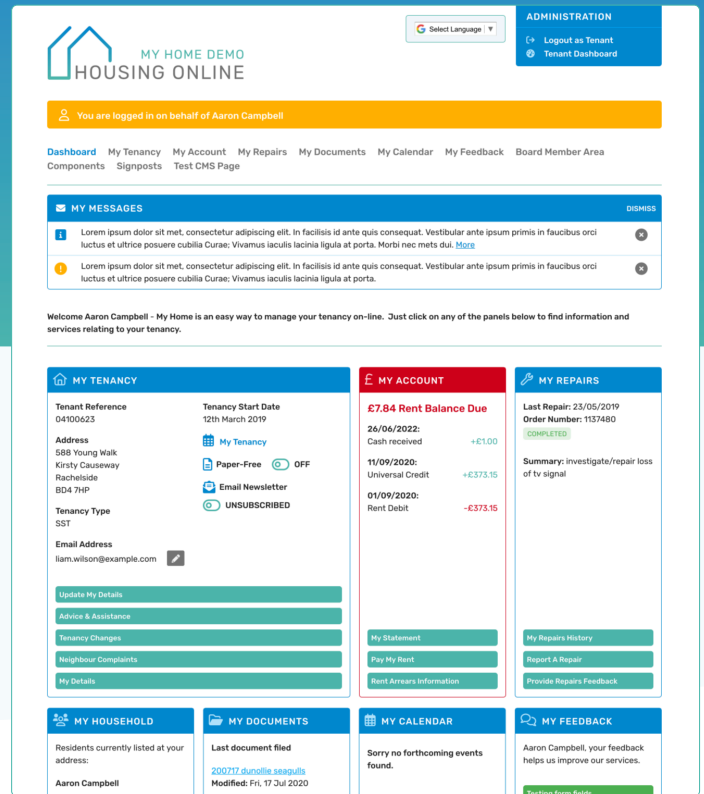 MY HOME DEMO
HOUSING ONLINE
Select Language ▼
ADMINISTRATION
Logout as Tenant
Tenant Dashboard
You are logged in on behalf of Aaron Campbell
Dashboard My Tenancy My Account My Repairs My Documents My Calendar My Feedback Board Member Area
Components Signposts Test CMS Page
MY MESSAGES DISMISS
Lorem ipsum dolor sit met, consectetur adipiscing elit. In facilisis id ante quis consequat. Vestibular ante ipsum primis in faucibus orci
luctus et ultrice posuere cubilia Curae; Vivamus iaculis lacinia ligula at porta. Morbi nec mets dui. More
Lorem ipsum dolor sit met, consectetur adipiscing elit. In facilisis id ante quis consequat. Vestibular ante ipsum primis in faucibus orci
luctus et ultrice posuere cubilia Curae; Vivamus iaculis lacinia ligula at porta.
Welcome Aaron Campbell - My Home is an easy way to manage your tenancy on-line. Just click on any of the panels below to find information and
services relating to your tenancy.
MY TENANCY
Tenant Reference
04100623
Address
588 Young Walk
Kirsty Causeway
Rachelside
BD4 7HP
Tenancy Type
SST
Email Address
liam.wilson@example.com
Tenancy Start Date
12th March 2019
My Tenancy
Paper-Free OFF
Email Newsletter
UNSUBSCRIBED
Update My Details
Advice & Assistance
Tenancy Changes
Neighbour Complaints
My Details
£ MY ACCOUNT
£7.84 Rent Balance Due
26/06/2022:
Cash received +£1.00
11/09/2020:
Universal Credit +£373.15
01/09/2020:
Rent Debit -£373.15
My Statement
Pay My Rent
Rent Arrears Information
MY REPAIRS
Last Repair: 23/05/2019
Order Number: 1137480
COMPLETED
Summary: investigate/repair loss
of tv signal
My Repairs History
Report A Repair
Provide Repairs Feedback
MY HOUSEHOLD
Residents currently listed at your
address:
Aaron Campbell
MY DOCUMENTS
Last document filed
200717 dunollie seagulls
Modified: Fri, 17 Jul 2020
MY CALENDAR
Sorry no forthcoming events
found.
MY FEEDBACK
Aaron Campbell, your feedback
helps us improve our services.
Testing form fields